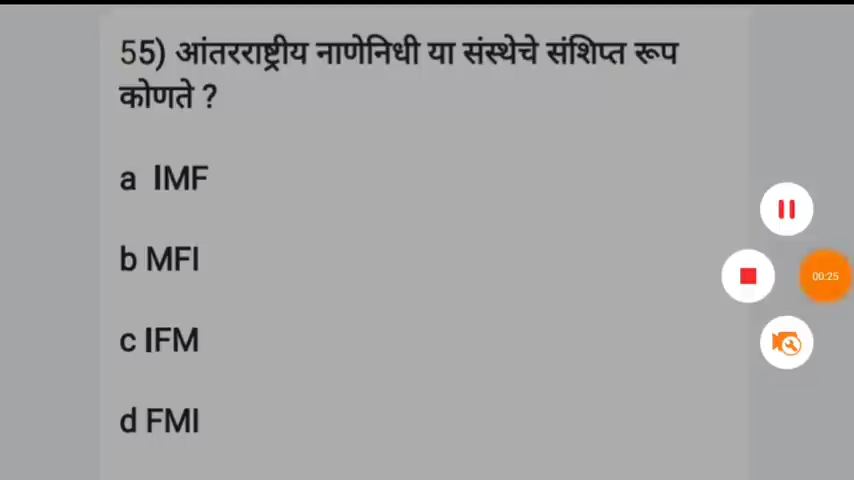 55) आंतरराष्ट्रीय नाणेनिधी या संस्थेचे संशिप्त रूप
कोणते ?
a IMF
b MFI
c IFM
d FMI
00:25